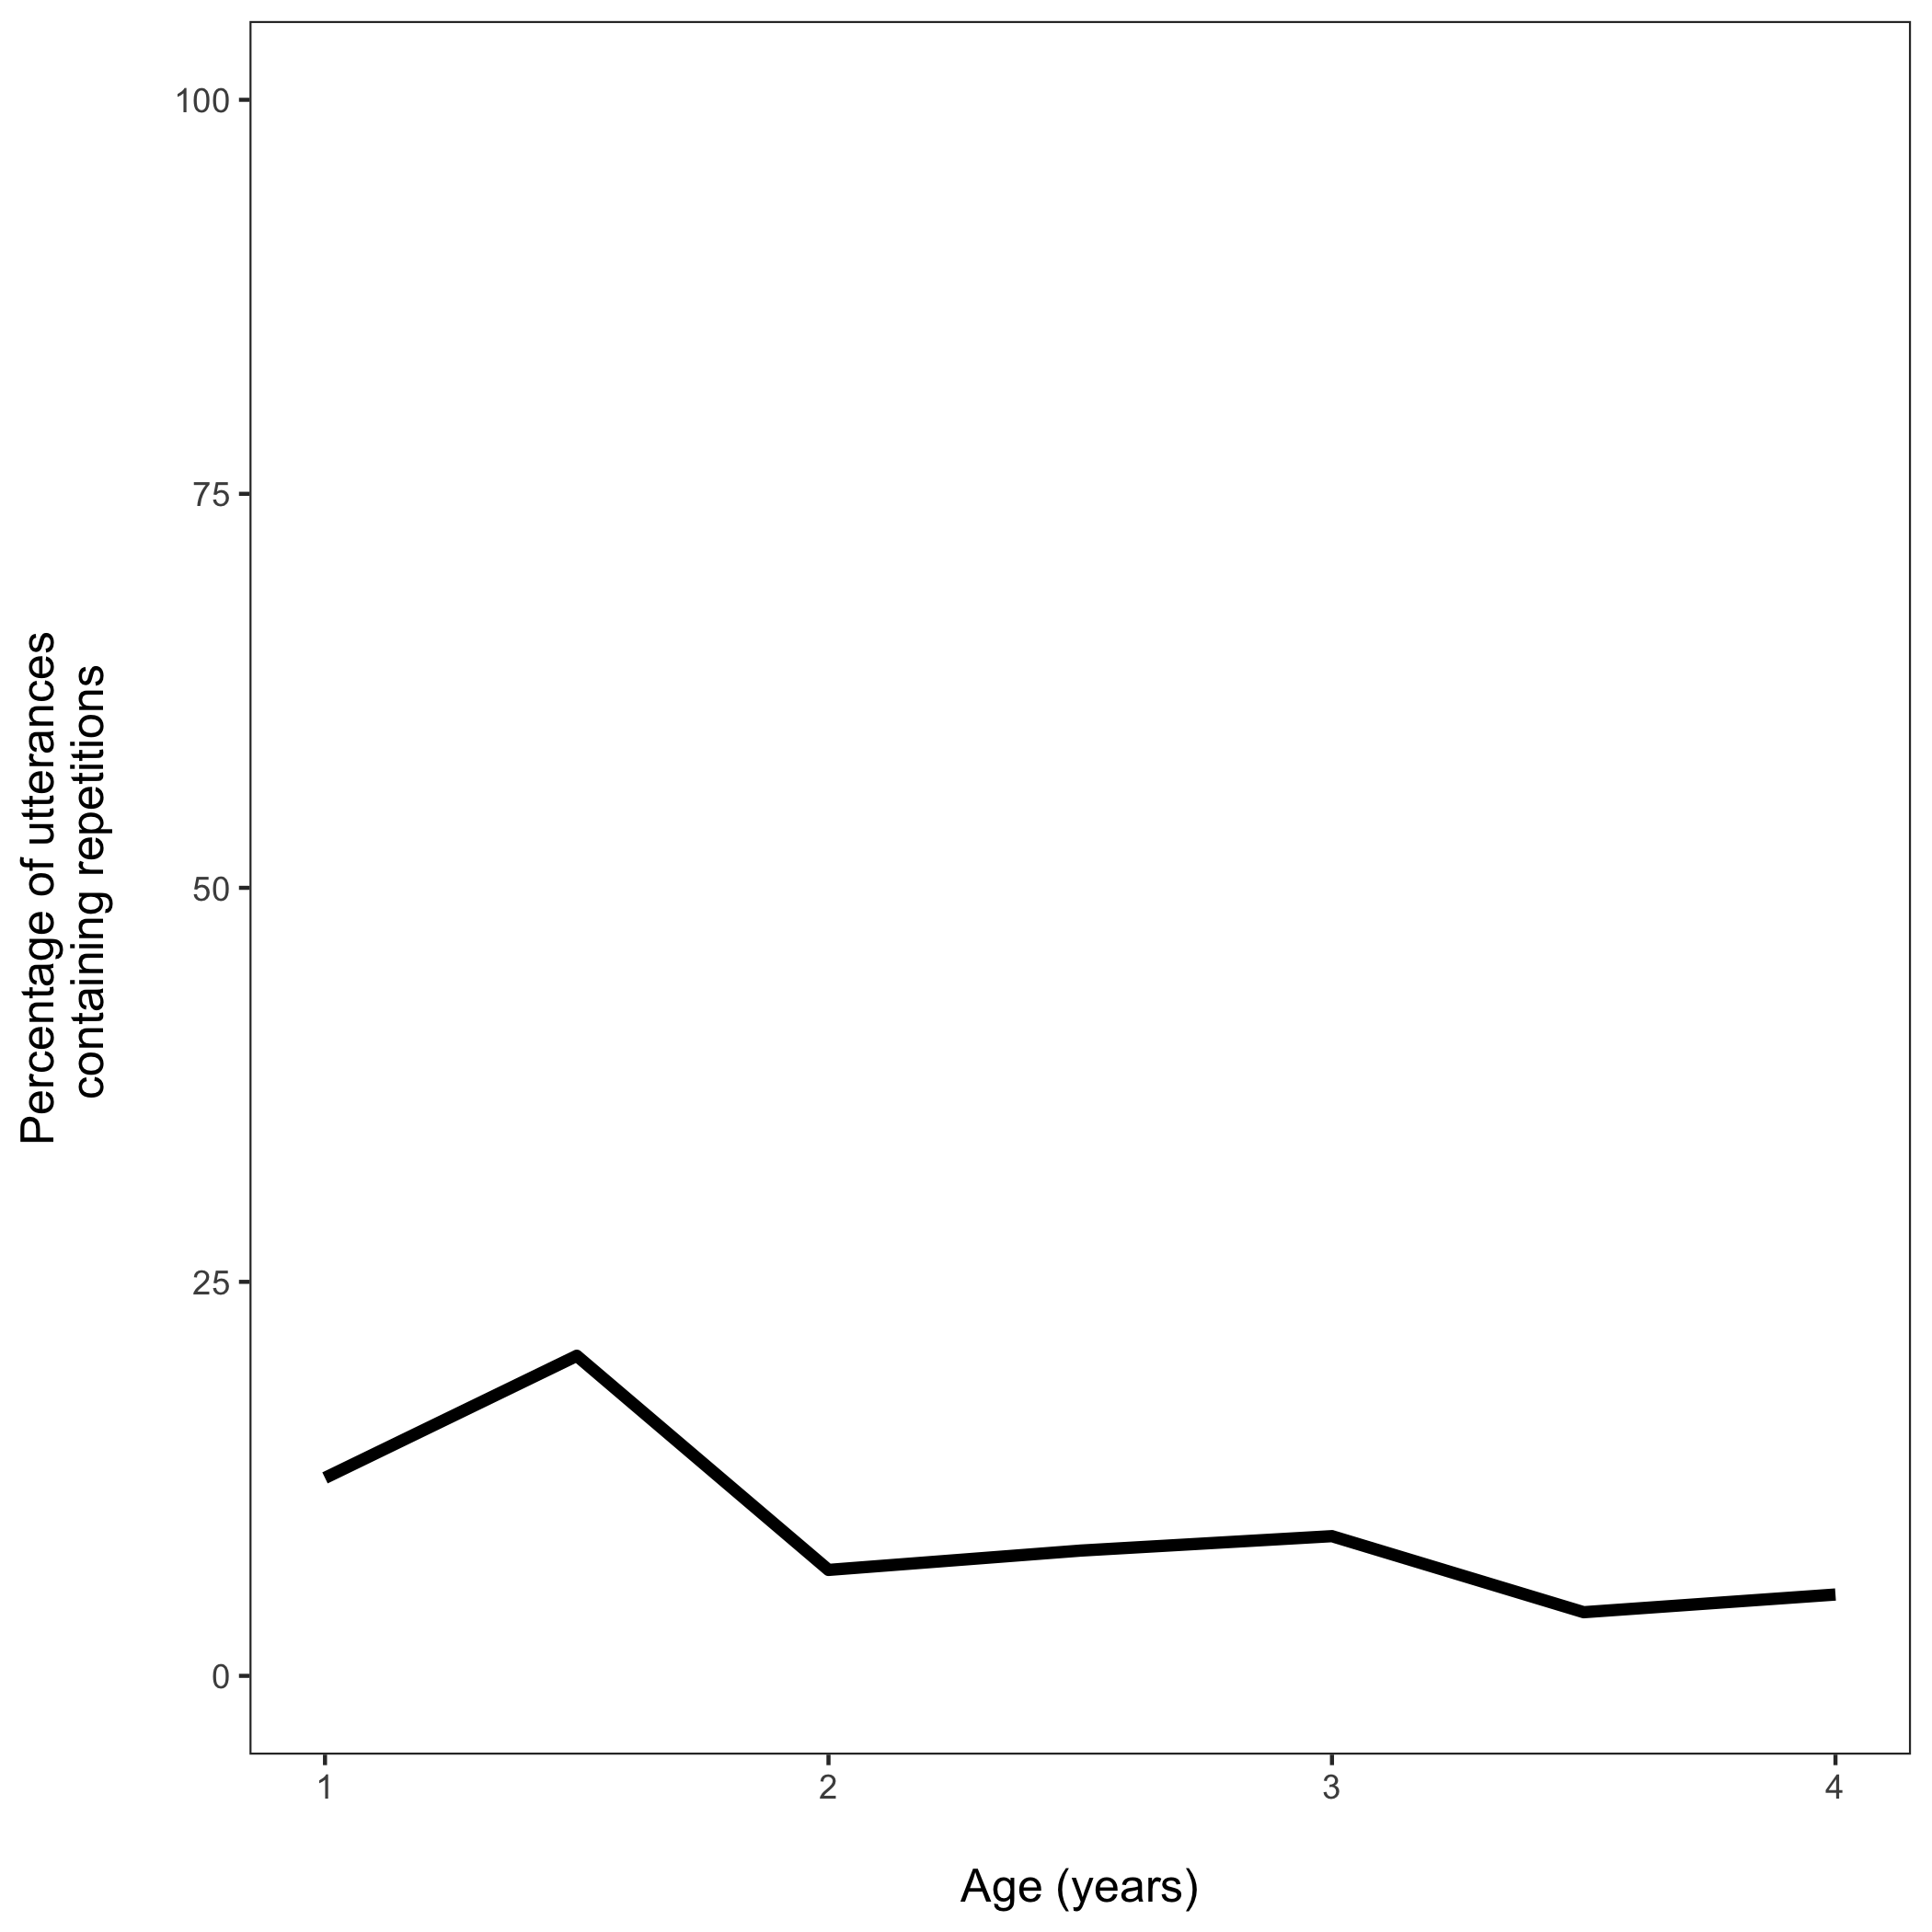 Percentage of utterances
containing repetitions
100
75
50
25
0
1 2 3 4
Age (years)